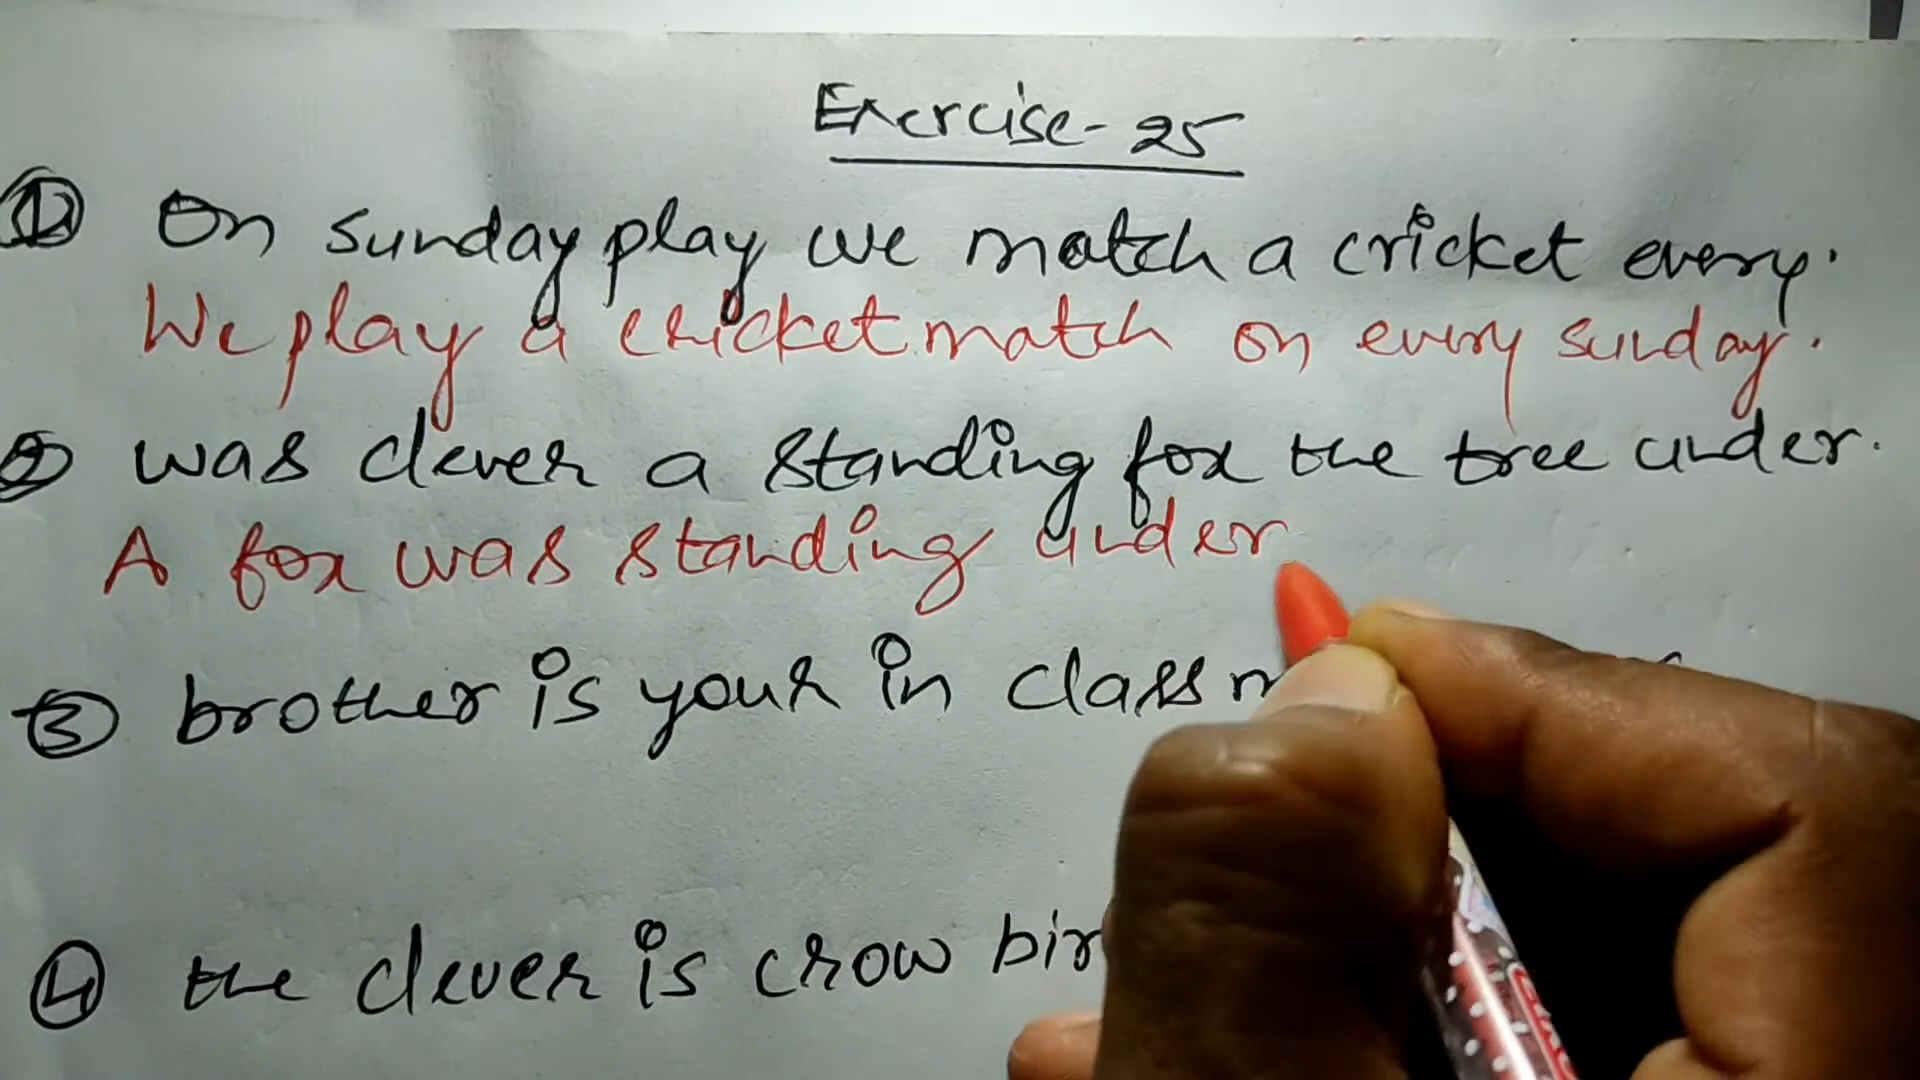 Exercise-25
① On sunday play we match a cricket every.
We play a cricket match on every sunday.
② was clever a standing fox the tree under.
A fox was standing under
③ brother is your in class
④ the clever is crow